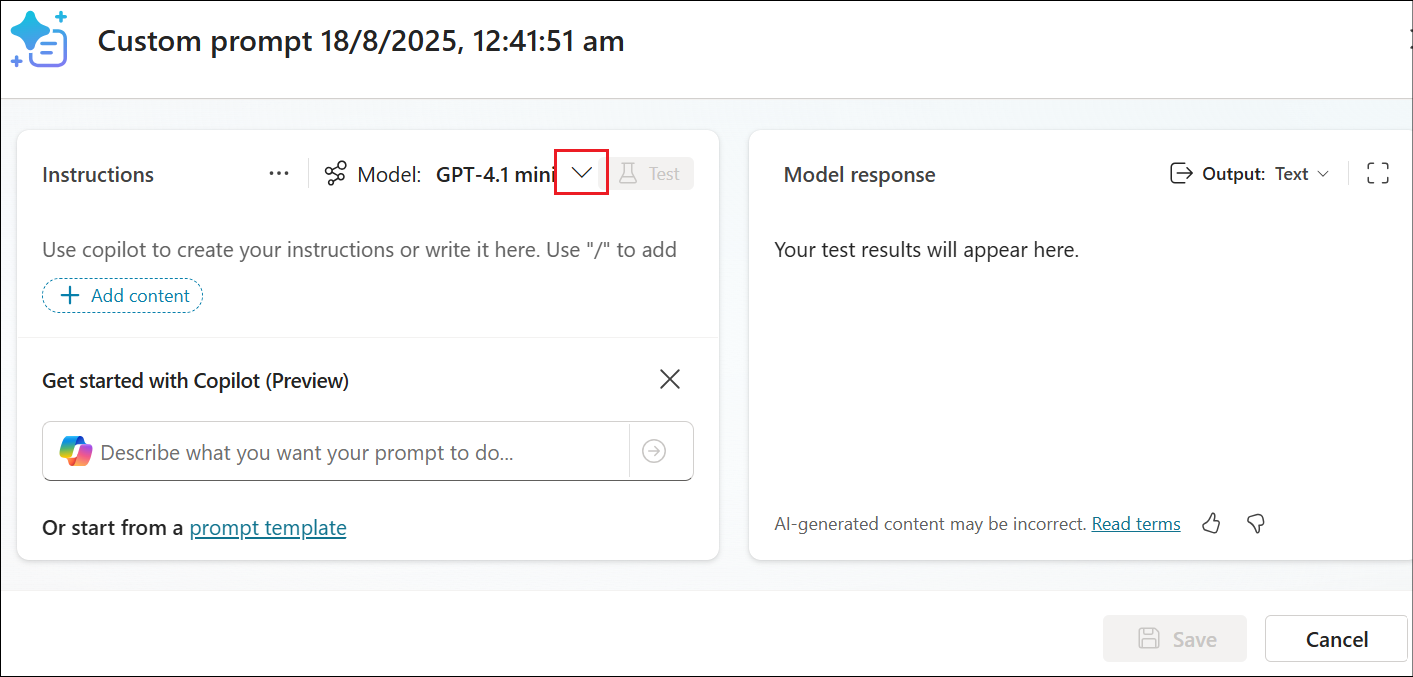 Custom prompt 18/8/2025, 12:41:51 am
Instructions
... Model: GPT-4.1 mini
Test
Use copilot to create your instructions or write it here. Use "/" to add
+ Add content
Get started with Copilot (Preview)
Describe what you want your prompt to do...
Or start from a prompt template
Model response
Output: Text
Your test results will appear here.
AI-generated content may be incorrect. Read terms
Save
Cancel